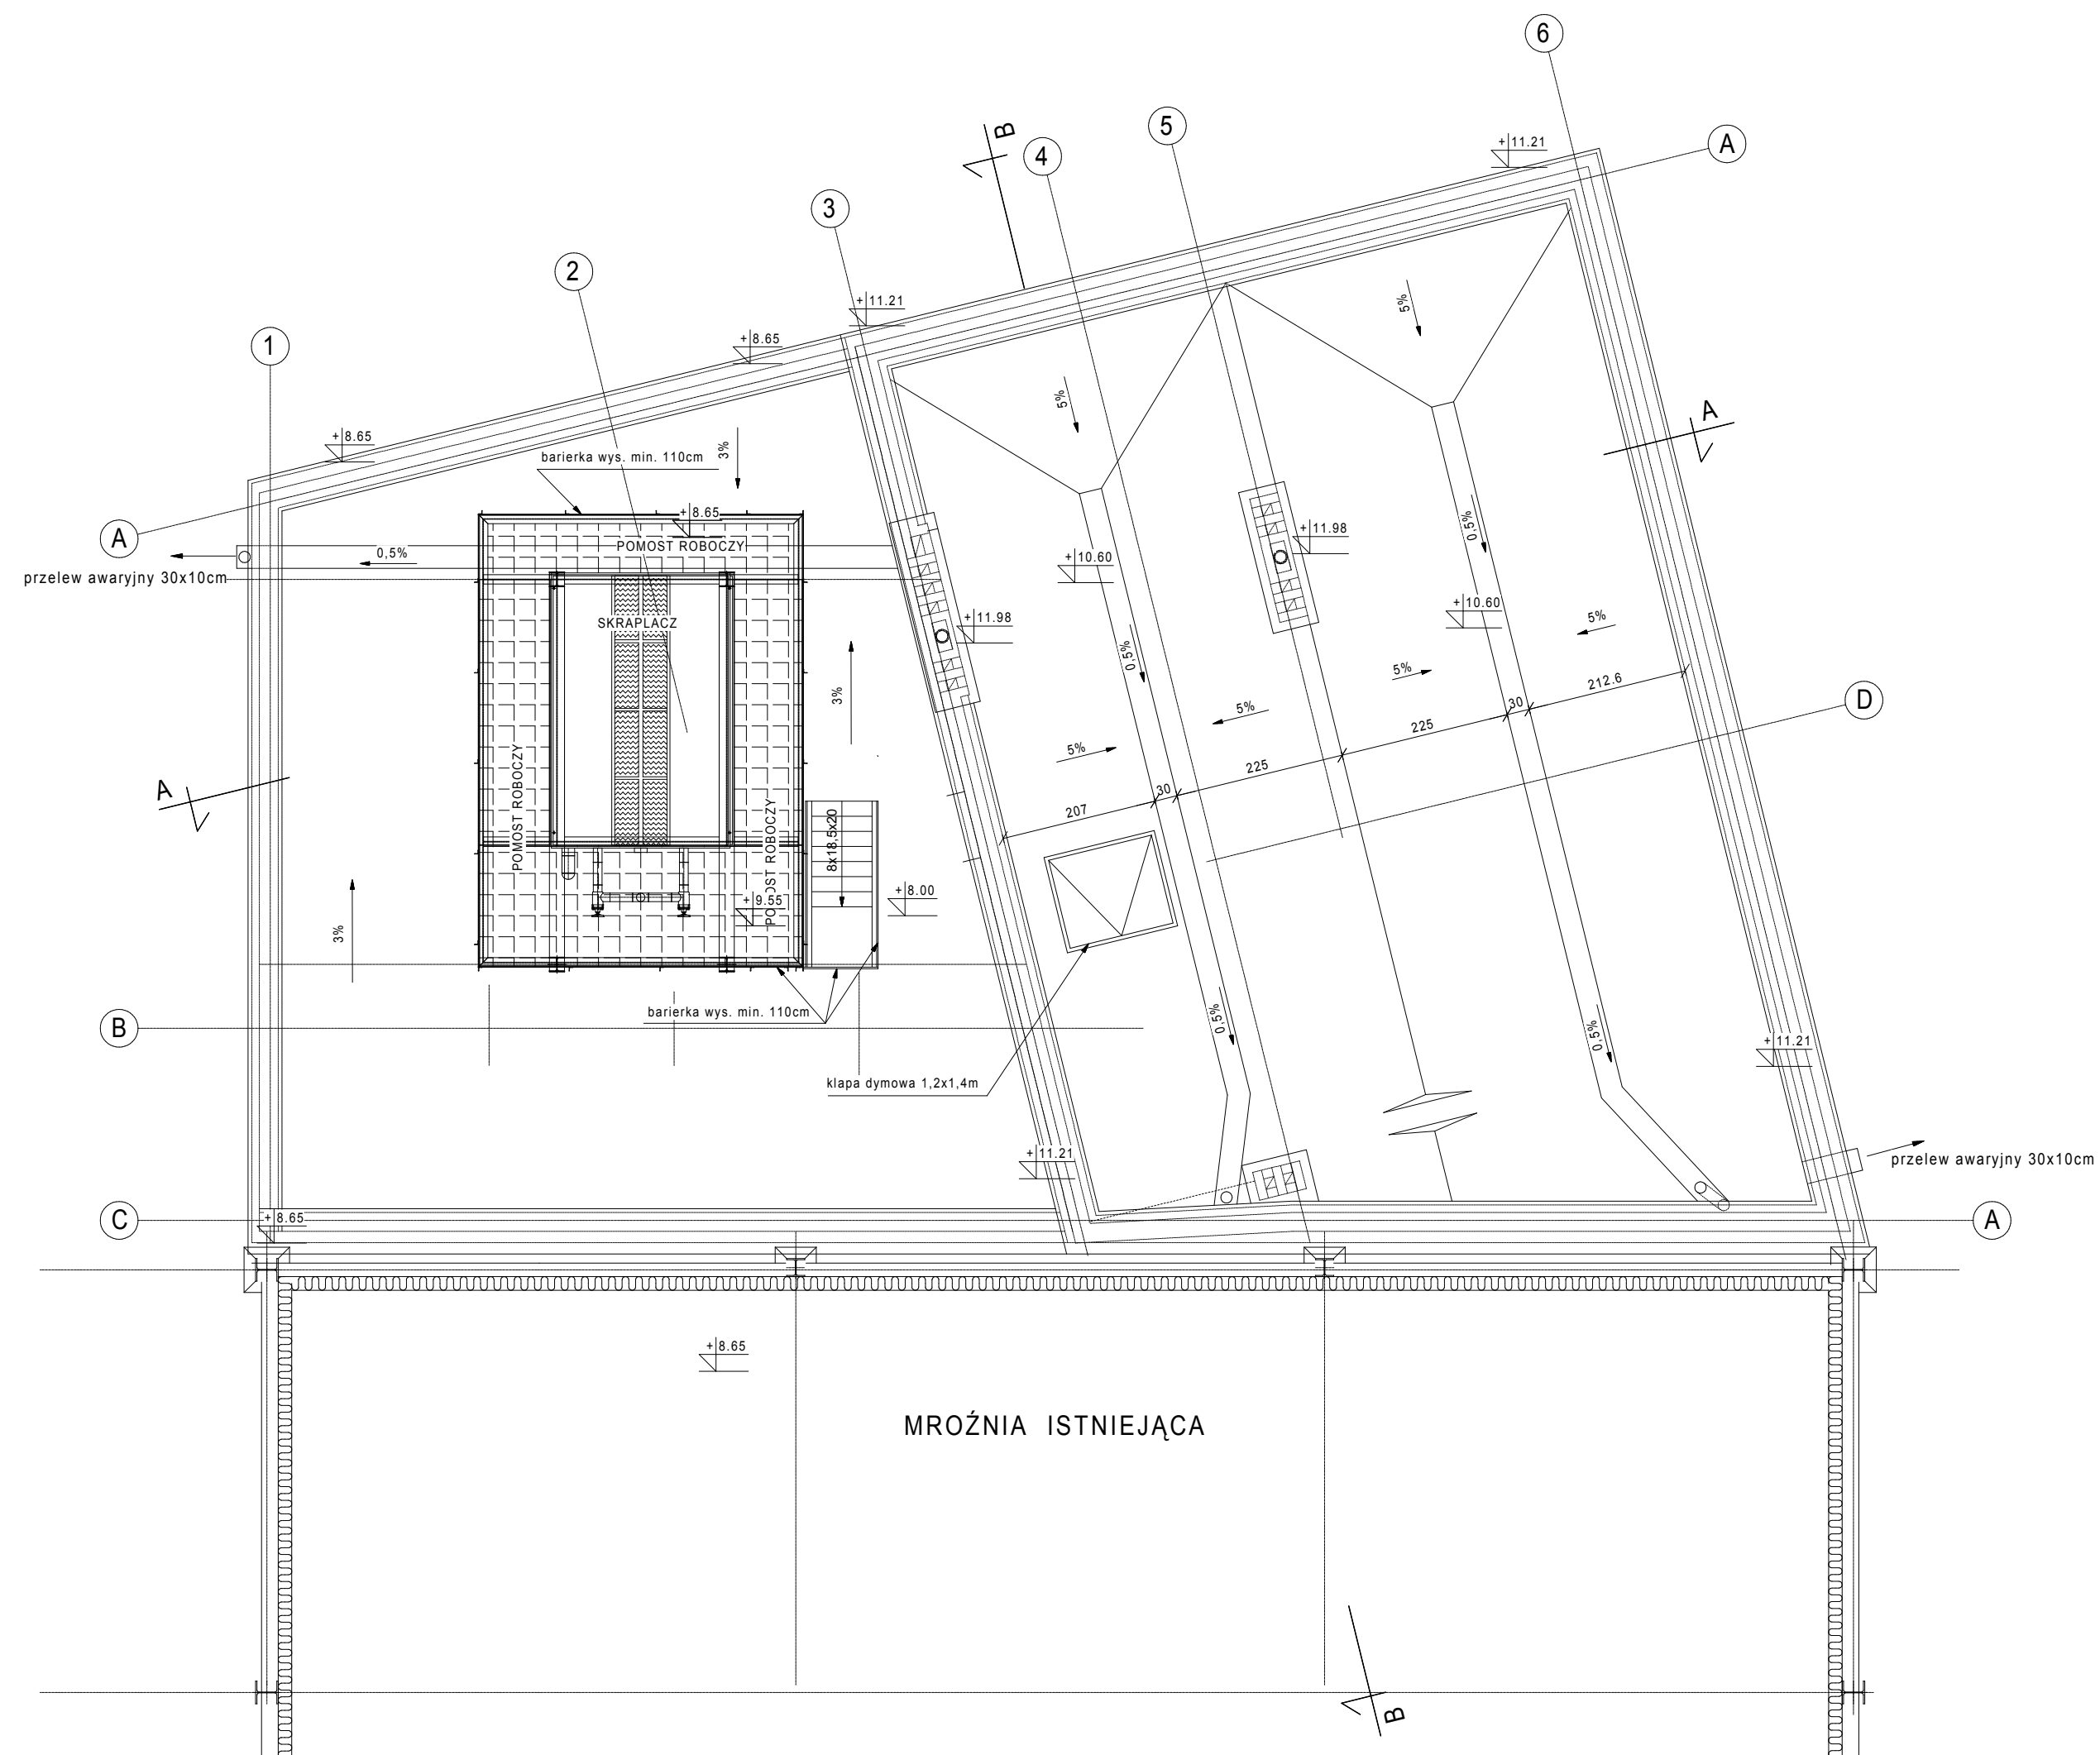 6
5
A
+11.21
B
4
3
2
+11.21
1
+8.65
5%
5%
A
+8.65
3%
barierka wys. min. 110cm
+8.65
POMOST ROBOCZY
A
0,5%
przelew awaryjny 30x10cm
+11.98
0,5%
+10.60
+10.60
SKRAPLACZ
+11.98
5%
0,5%
5%
3%
212.6
30
D
5%
225
5%
225
30
207
A
POMOST ROBOCZY
POMOST ROBOCZY
8x18,5x20
+9.55
+8.00
3%
barierka wys. min. 110cm
0,5%
0,5%
B
+11.21
klapa dymowa 1,2x1,4m
+11.21
przelew awaryjny 30x10cm
C
+8.65
A
+8.65
MROŹNIA ISTNIEJĄCA
B